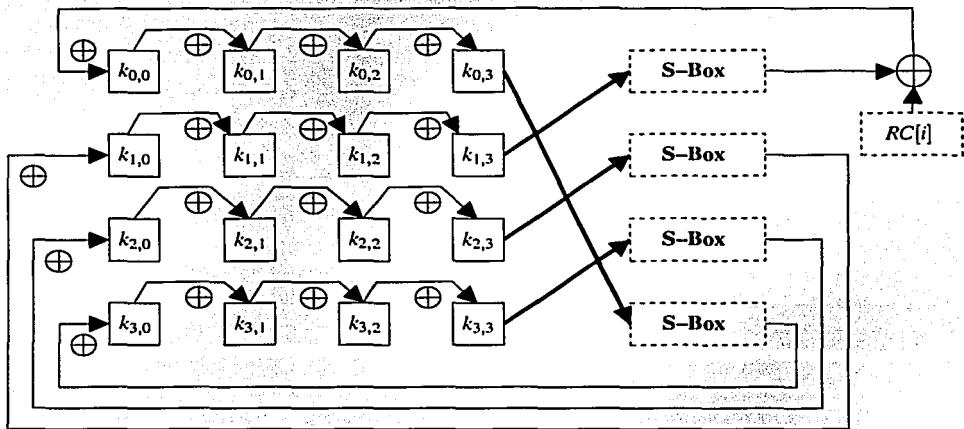 k0,0 k0,1 k0,2 k0,3 S-Box
RC[i]
k1,0 k1,1 k1,2 k1,3 S-Box
k2,0 k2,1 k2,2 k2,3 S-Box
k3,0 k3,1 k3,2 k3,3 S-Box